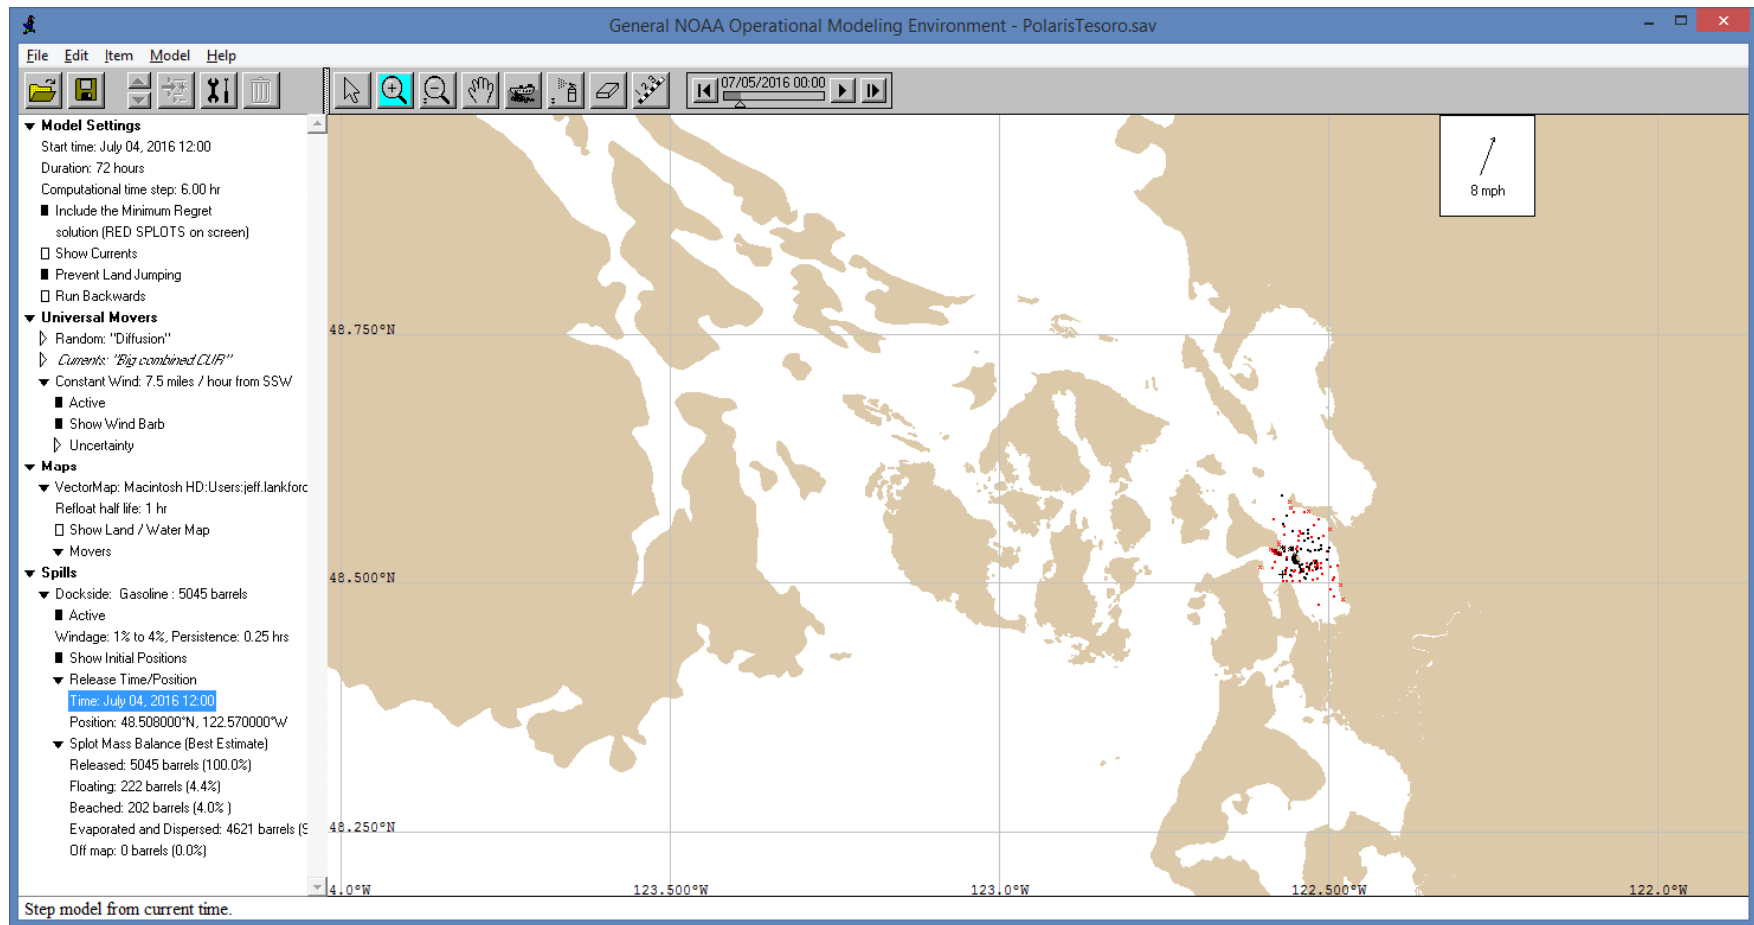 General NOAA Operational Modeling Environment - PolarisTesoro.sav
File Edit Item Model Help
07/05/2016 00:00
Model Settings
Start time: July 04, 2016 12:00
Duration: 72 hours
Computational time step: 6.00 hr
Include the Minimum Regret
solution (RED SPLOTS on screen)
Show Currents
Prevent Land Jumping
Run Backwards
Universal Movers
Random: "Diffusion"
Currents: "Big combined.CUR"
Constant Wind: 7.5 miles / hour from SSW
Active
Show Wind Barb
Uncertainty
Maps
VectorMap: Macintosh HD:Users:jeff.lankford
Refloat half life: 1 hr
Show Land / Water Map
Movers
Spills
Dockside: Gasoline : 5045 barrels
Active
Windage: 1% to 4%, Persistence: 0.25 hrs
Show Initial Positions
Release Time/Position
Time: July 04, 2016 12:00
Position: 48.508000°N, 122.570000°W
Splot Mass Balance (Best Estimate)
Released: 5045 barrels (100.0%)
Floating: 222 barrels (4.4%)
Beached: 202 barrels (4.0% )
Evaporated and Dispersed: 4621 barrels (9
Off map: 0 barrels (0.0%)
8 mph
48.750°N
48.500°N
48.250°N
4.0°W 123.500°W 123.0°W 122.500°W 122.0°W
Step model from current time.